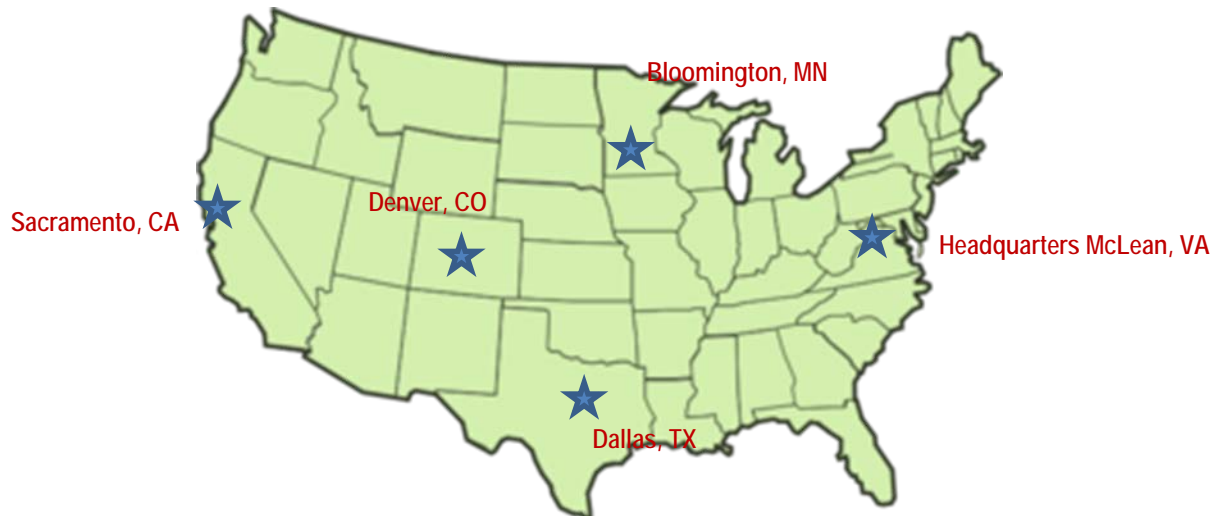 Bloomington, MN
Denver, CO
Sacramento, CA
Headquarters McLean, VA
Dallas, TX